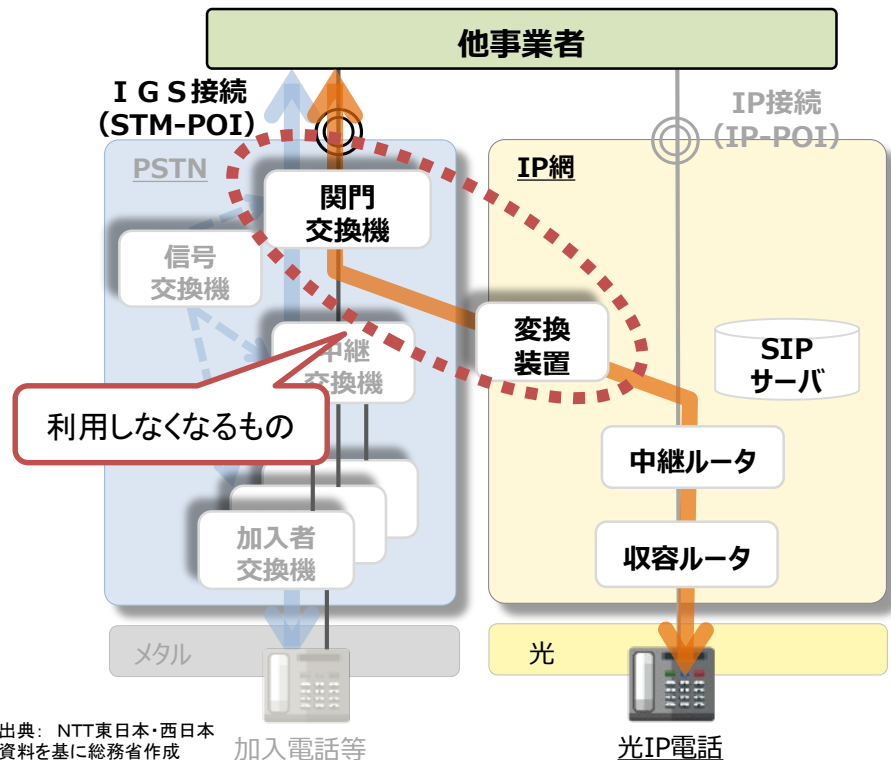 他事業者
ＩＧＳ接続
（STM-POI）
IP接続
（IP-POI）
PSTN
IP網
関門
交換機
信号
交換機
変換
装置
SIP
サーバ
中継
交換機
利用しなくなるもの
中継ルータ
加入者
交換機
収容ルータ
メタル
光
出典：　NTT東日本・西日本
資料を基に総務省作成
加入電話等
光IP電話